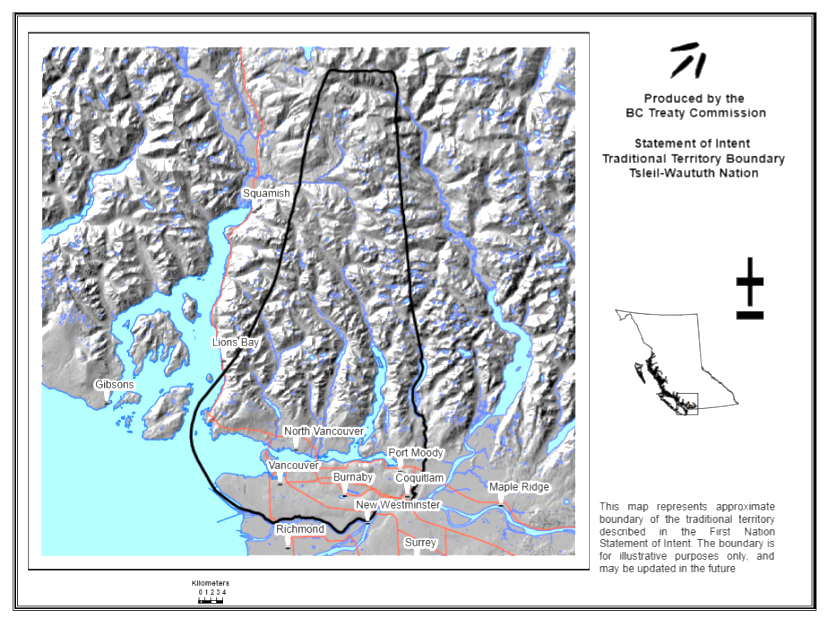 Produced by the
BC Treaty Commission
Statement of Intent
Traditional Territory Boundary
Tsleil-Waututh Nation
Squamish
Lions Bay
Gibsons
North Vancouver
Port Moody
Vancouver
Burnaby
Coquitlam
Maple Ridge
New Westminster
Richmond
Surrey
This map represents approximate
boundary of the traditional territory
described in the First Nation
Statement of Intent. The boundary is
for illustrative purposes only, and
may be updated in the future
Kilometers
0 1 2 3 4